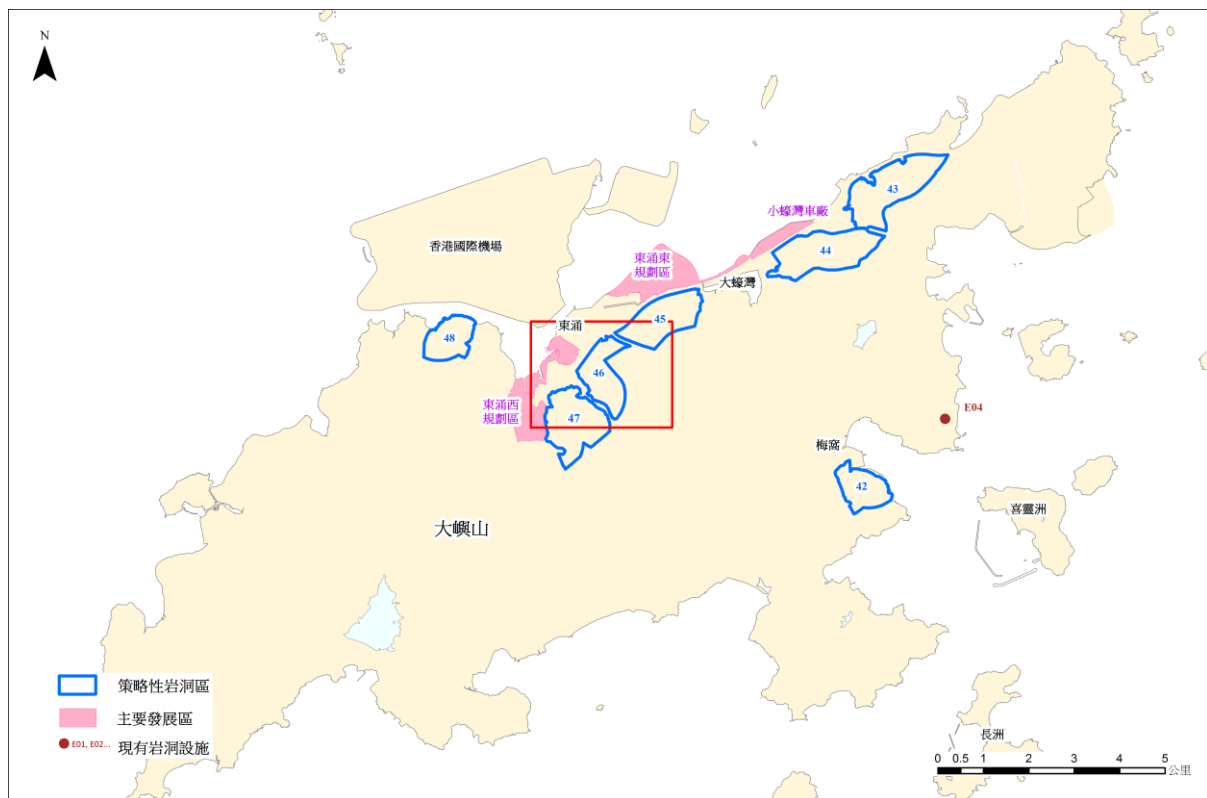 N
43
小蠔灣車廠
44
香港國際機場
東涌東
規劃區
大蠔灣
45
東涌
48
46
東涌西
規劃區
47
E04
梅窩
42
喜靈洲
大嶼山
策略性岩洞區
主要發展區
E01, E02... 現有岩洞設施
長洲
0 0.5 1 2 3 4 5
公里